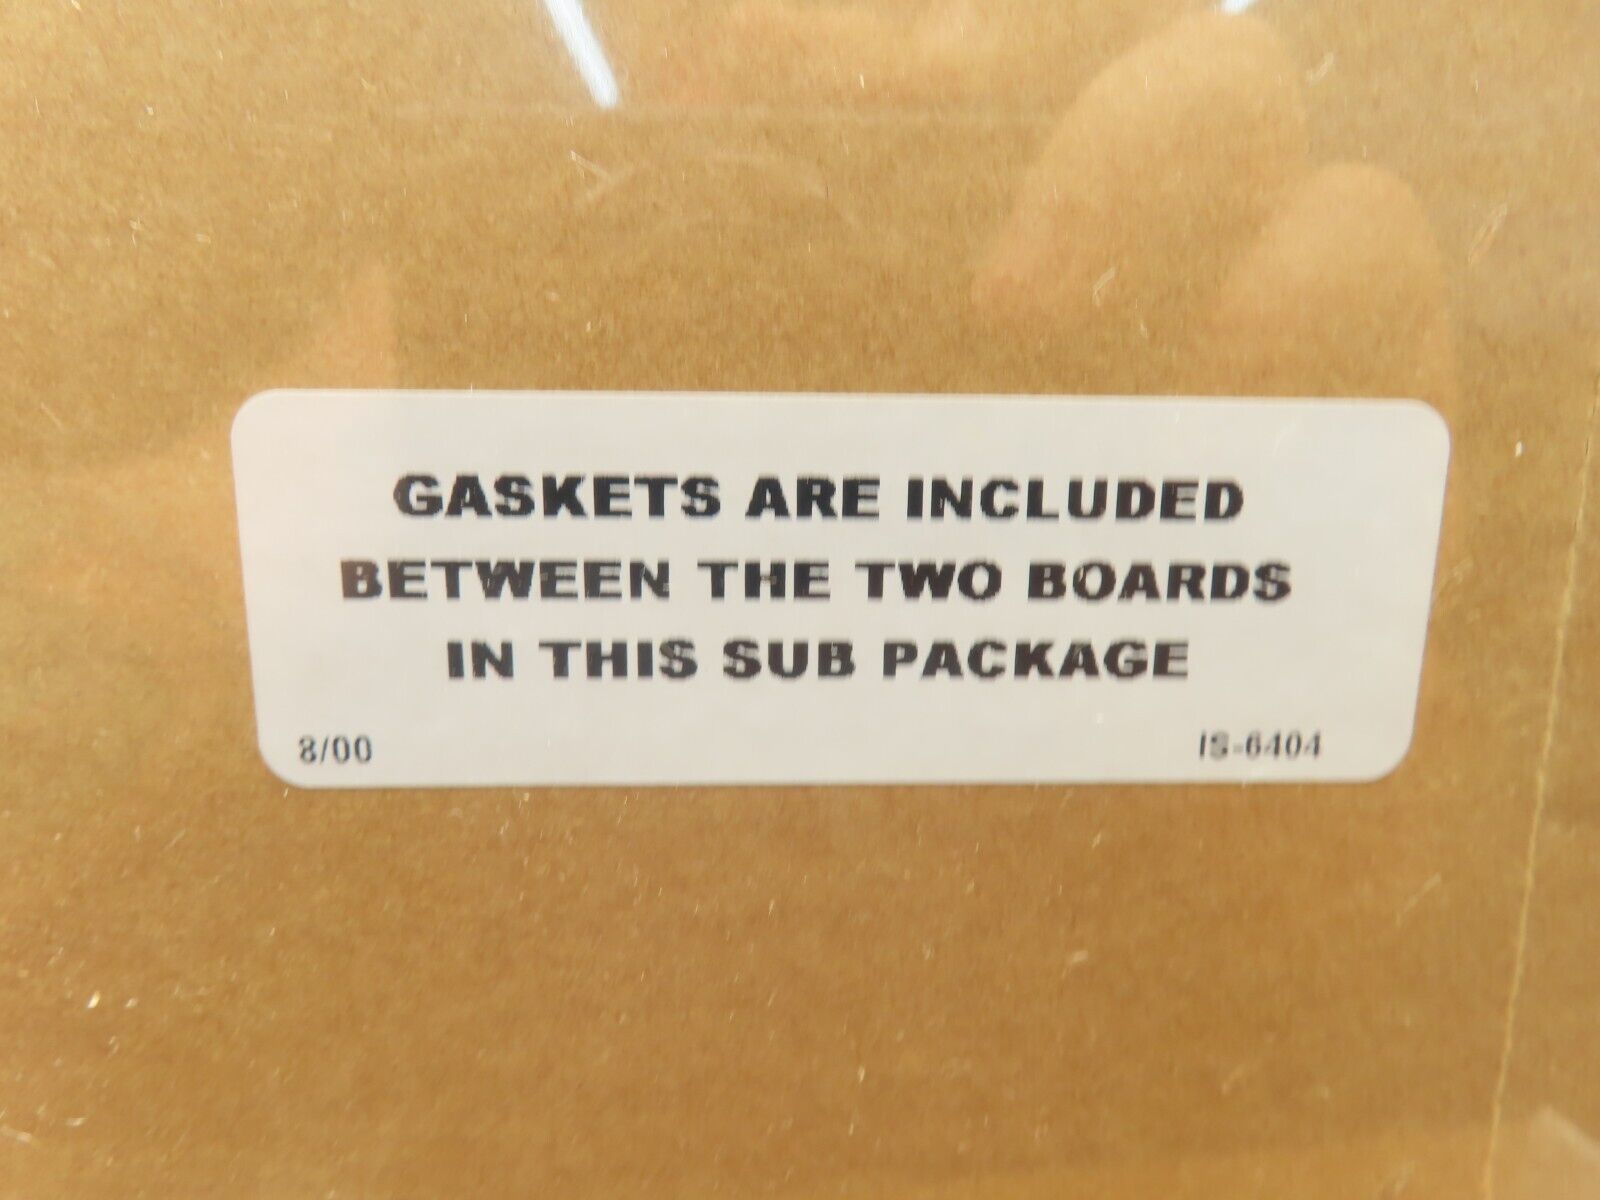 GASKETS ARE INCLUDED
BETWEEN THE TWO BOARDS
IN THIS SUB PACKAGE
8/00 IS-6404